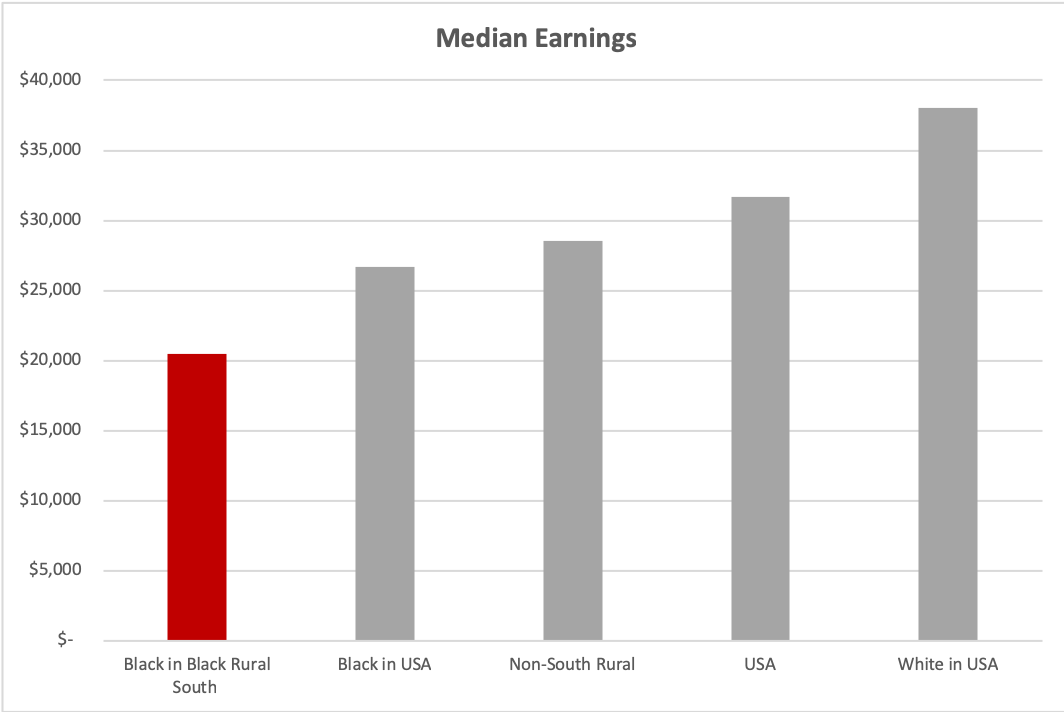 Median Earnings
$40,000
$35,000
$30,000
$25,000
$20,000
$15,000
$10,000
$5,000
$-
Black in Black Rural
South
Black in USA
Non-South Rural
USA
White in USA